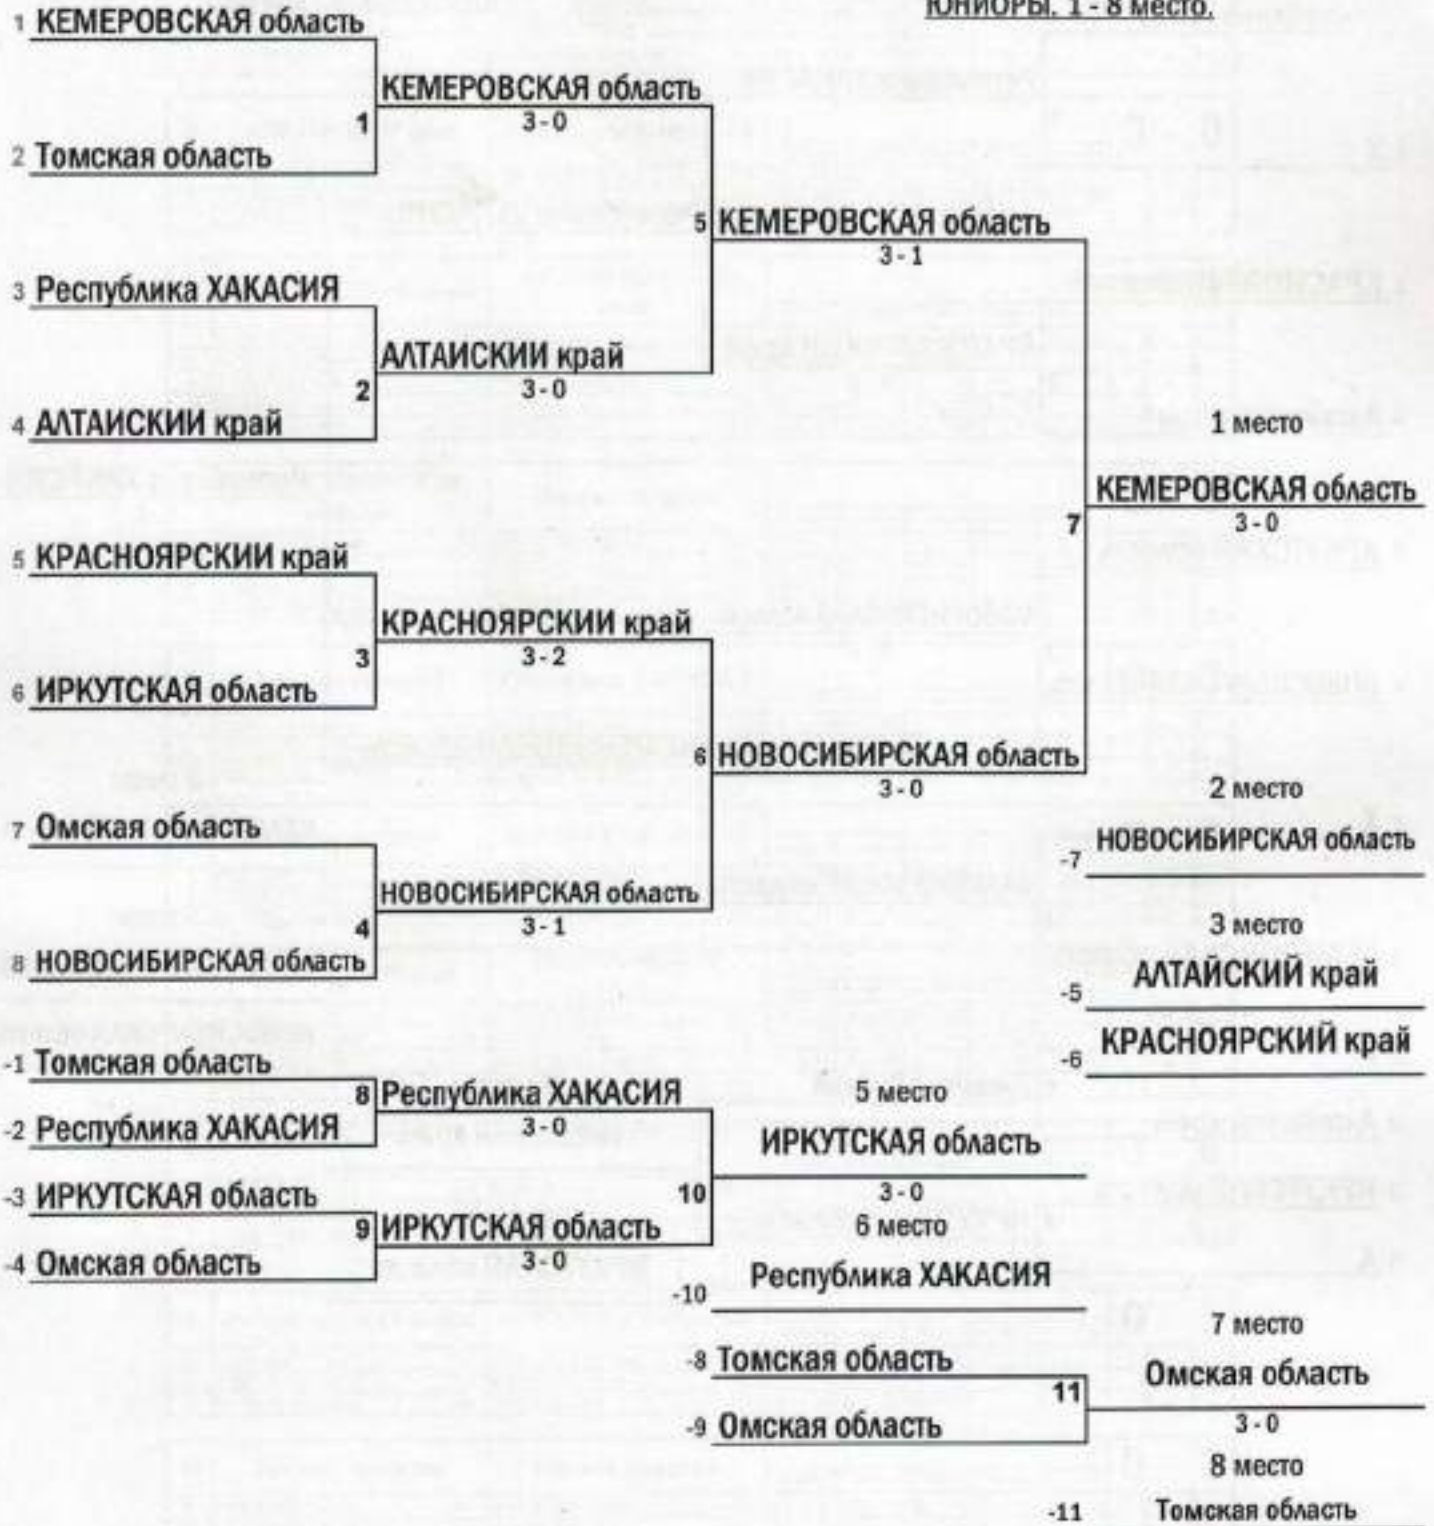 ЮНИОРЫ. 1 - 8 место.
1 КЕМЕРОВСКАЯ область
КЕМЕРОВСКАЯ область
1 3 - 0
2 Томская область
5 КЕМЕРОВСКАЯ область
3 - 1
3 Республика ХАКАСИЯ
АЛТАИСКИИ край
2 3 - 0
4 АЛТАИСКИИ край
1 место
КЕМЕРОВСКАЯ область
7 3 - 0
5 КРАСНОЯРСКИИ край
КРАСНОЯРСКИИ край
3 3 - 2
6 ИРКУТСКАЯ область
6 НОВОСИБИРСКАЯ область
3 - 0
2 место
7 Омская область
-7 НОВОСИБИРСКАЯ область
НОВОСИБИРСКАЯ область
4 3 - 1
3 место
8 НОВОСИБИРСКАЯ область
-5 АЛТАЙСКИЙ край
-6 КРАСНОЯРСКИЙ край
-1 Томская область
8 Республика ХАКАСИЯ
3 - 0
5 место
-2 Республика ХАКАСИЯ
ИРКУТСКАЯ область
-3 ИРКУТСКАЯ область
10 3 - 0
9 ИРКУТСКАЯ область
3 - 0
6 место
-4 Омская область
-10 Республика ХАКАСИЯ
7 место
-8 Томская область
11 Омская область
3 - 0
-9 Омская область
8 место
-11 Томская область